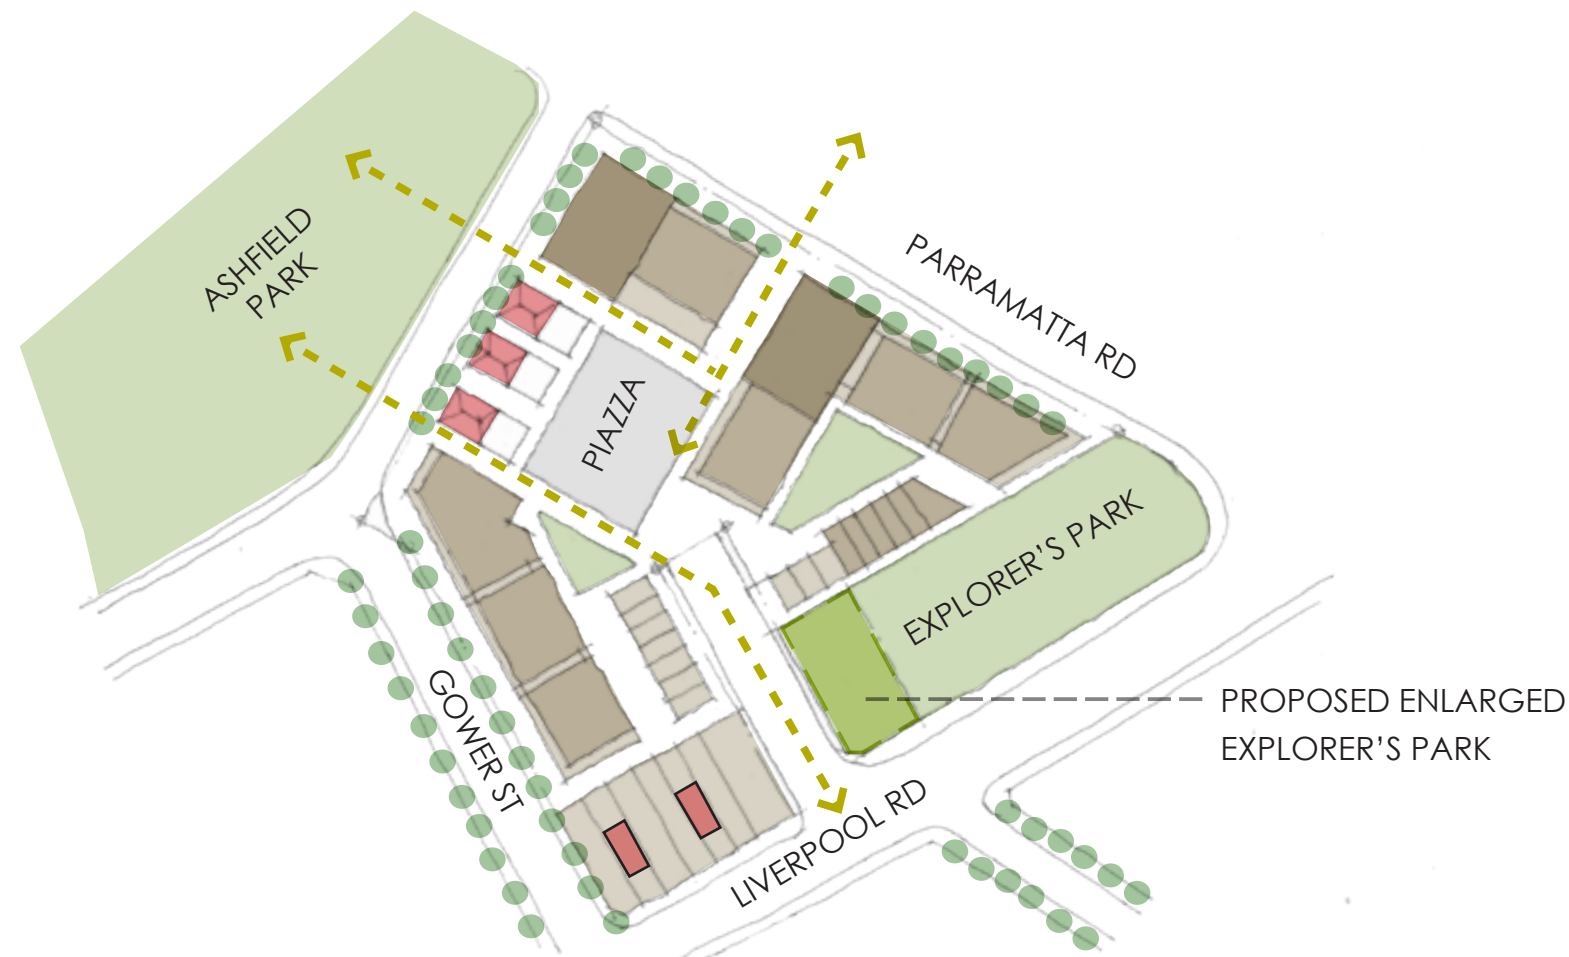 ASHFIELD
PARK
PARRAMATTA RD
PIAZZA
EXPLORER'S PARK
GOWER ST
PROPOSED ENLARGED
EXPLORER'S PARK
LIVERPOOL RD